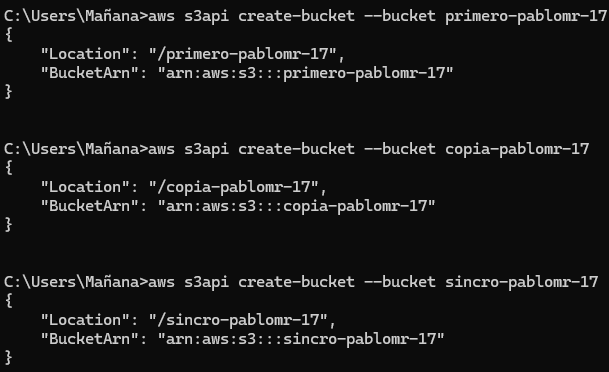 C:\Users\Mañana>aws s3api create-bucket --bucket primero-pablomr-17
{
    "Location": "/primero-pablomr-17",
    "BucketArn": "arn:aws:s3:::primero-pablomr-17"
}
C:\Users\Mañana>aws s3api create-bucket --bucket copia-pablomr-17
{
    "Location": "/copia-pablomr-17",
    "BucketArn": "arn:aws:s3:::copia-pablomr-17"
}
C:\Users\Mañana>aws s3api create-bucket --bucket sincro-pablomr-17
{
    "Location": "/sincro-pablomr-17",
    "BucketArn": "arn:aws:s3:::sincro-pablomr-17"
}